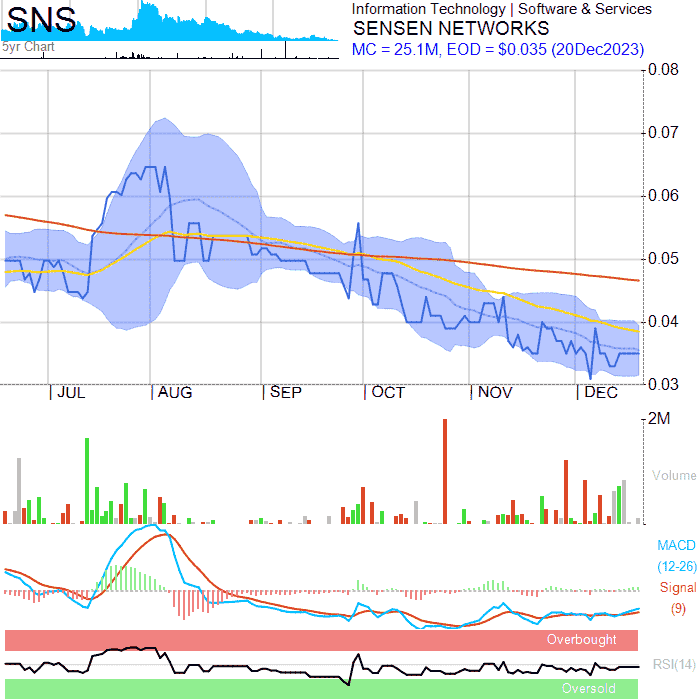 SNS
5yr Chart
Information Technology | Software & Services
SENSEN NETWORKS
MC = 25.1M, EOD = $0.035 (20Dec2023)
0.08
0.07
0.06
0.05
0.04
0.03
JUL AUG SEP OCT NOV DEC
2M
Volume
MACD
(12-26)
Signal
(9)
Overbought
RSI(14)
Oversold